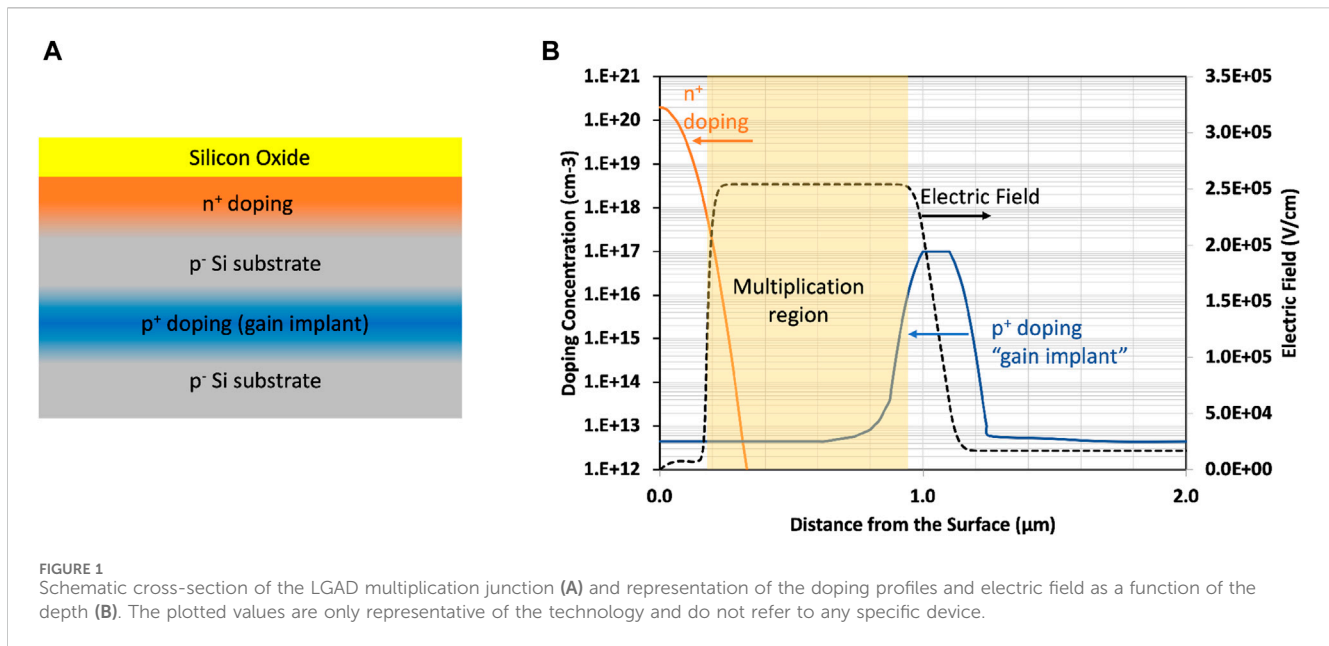 A
Silicon Oxide
n+ doping
p- Si substrate
p+ doping (gain implant)
p- Si substrate
B
1.E+21
1.E+20
1.E+19
1.E+18
1.E+17
1.E+16
1.E+15
1.E+14
1.E+13
1.E+12
Doping Concentration (cm-3)
n+
doping
Electric Field
Multiplication
region
p+ doping
"gain implant"
3.5E+05
3.0E+05
2.5E+05
2.0E+05
1.5E+05
1.0E+05
5.0E+04
0.0E+00
Electric Field (V/cm)
0.0
1.0
2.0
Distance from the Surface (μm)
FIGURE 1
Schematic cross-section of the LGAD multiplication junction (A) and representation of the doping profiles and electric field as a function of the
depth (B). The plotted values are only representative of the technology and do not refer to any specific device.